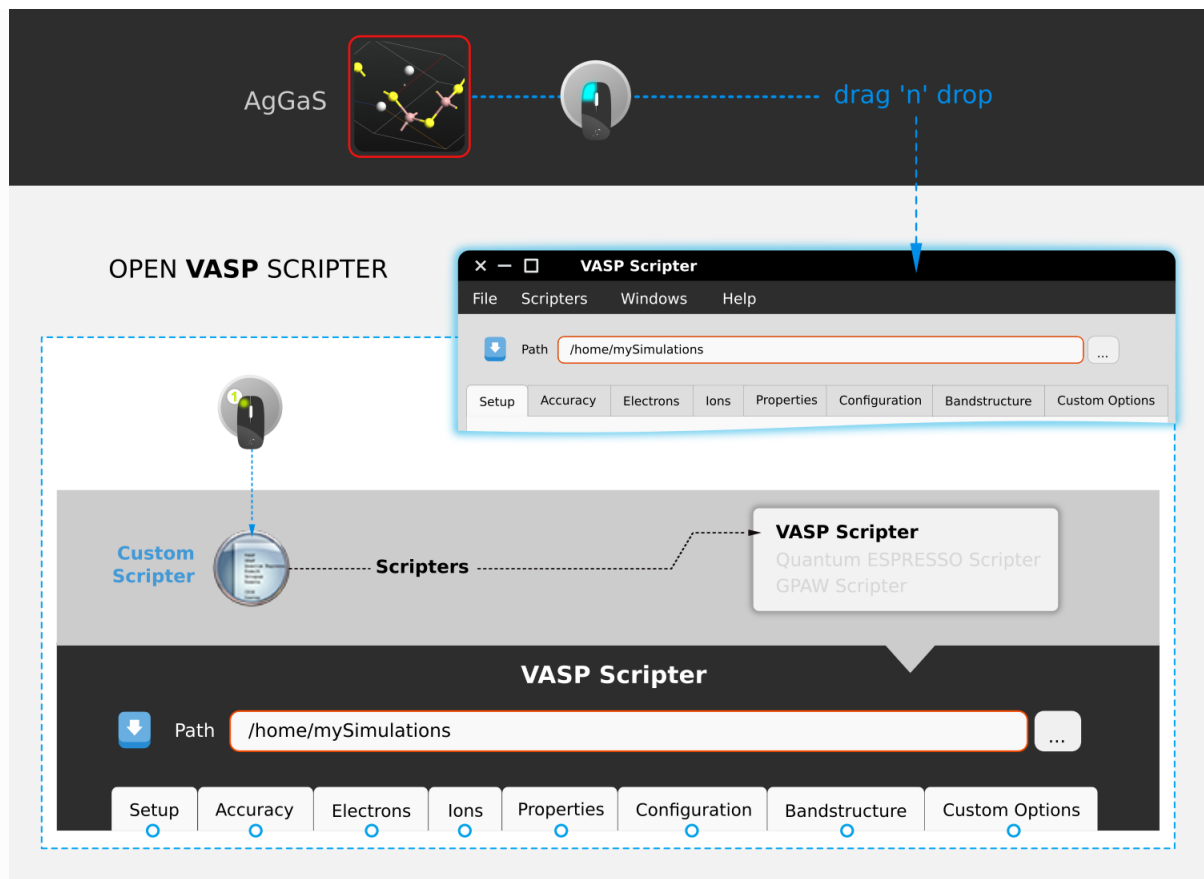 AgGaS
drag 'n' drop
OPEN VASP SCRIPTER
VASP Scripter
File Scripters Windows Help
Path /home/mySimulations ...
Setup Accuracy Electrons Ions Properties Configuration Bandstructure Custom Options
1
Custom
Scripter
Scripters
VASP Scripter
Quantum ESPRESSO Scripter
GPAW Scripter
VASP Scripter
Path /home/mySimulations ...
Setup Accuracy Electrons Ions Properties Configuration Bandstructure Custom Options